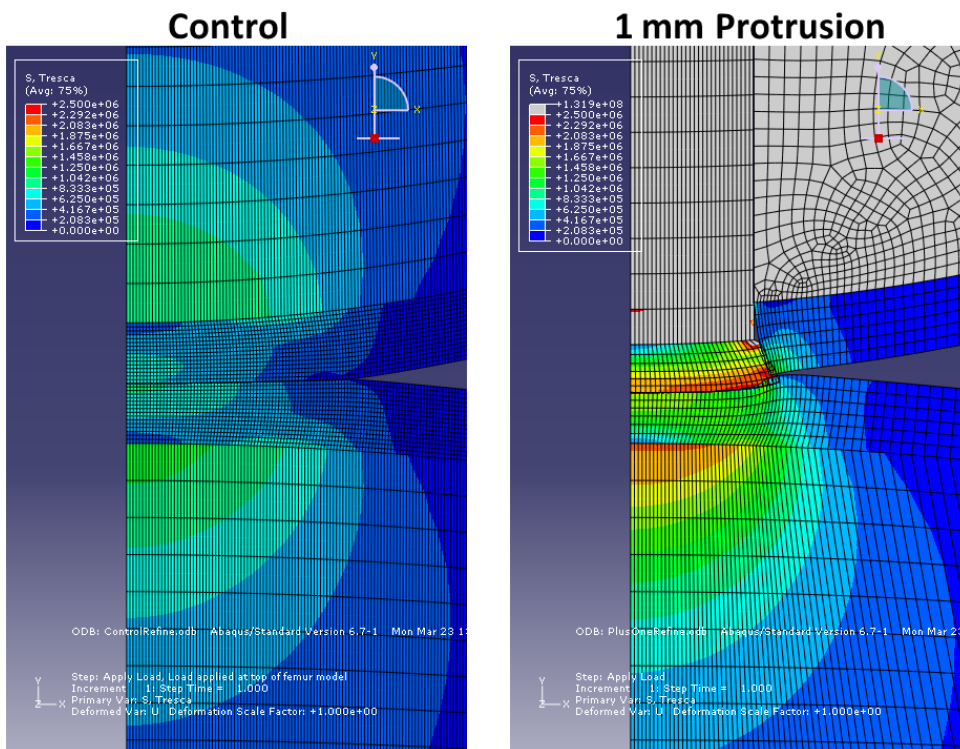 Control
1 mm Protrusion
S, Tresca
(Avg: 75%)
+2.500e+06
+2.292e+06
+2.083e+06
+1.875e+06
+1.667e+06
+1.458e+06
+1.250e+06
+1.042e+06
+8.333e+05
+6.250e+05
+4.167e+05
+2.083e+05
+0.000e+00
Y
X
Z
ODB: ControlRefine.odb Abaqus/Standard Version 6.7-1 Mon Mar 23
Step: Apply Load, Load applied at top of femur model
Increment 1: Step Time = 1.000
Primary Var: S, Tresca
Deformed Var: U Deformation Scale Factor: +1.000e+00
Y
Z
X
S, Tresca
(Avg: 75%)
+1.319e+08
+2.500e+06
+2.292e+06
+2.083e+06
+1.875e+06
+1.667e+06
+1.458e+06
+1.250e+06
+1.042e+06
+8.333e+05
+6.250e+05
+4.167e+05
+2.083e+05
+0.000e+00
Y
X
Z
ODB: PlusOneRefine.odb Abaqus/Standard Version 6.7-1 Mon Mar 23
Step: Apply Load
Increment 1: Step Time = 1.000
Primary Var: S, Tresca
Deformed Var: U Deformation Scale Factor: +1.000e+00
Y
Z
X